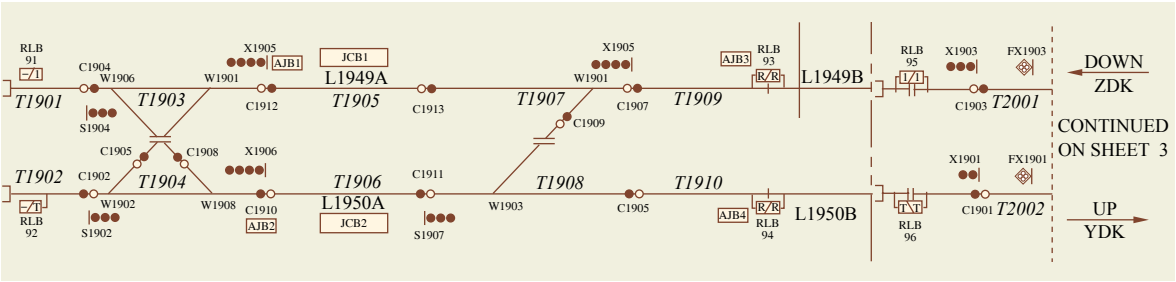 RLB
91
-/I
C1904
W1906
T1901
S1904
T1903
W1901
X1905
AJB1
C1912
JCB1
L1949A
T1905
C1913
T1907
X1905
W1901
C1907
C1909
T1909
AJB3
RLB
93
R/R
L1949B
RLB
95
I/I
X1903
FX1903
C1903
T2001
DOWN
ZDK
CONTINUED
ON SHEET 3
T1902
C1902
C1905
C1908
T1904
W1902
S1902
RLB
92
W1908
X1906
C1910
AJB2
T1906
L1950A
JCB2
C1911
S1907
W1903
T1908
C1905
T1910
AJB4
R/R
RLB
94
L1950B
RLB
96
X1901
FX1901
C1901
T2002
UP
YDK